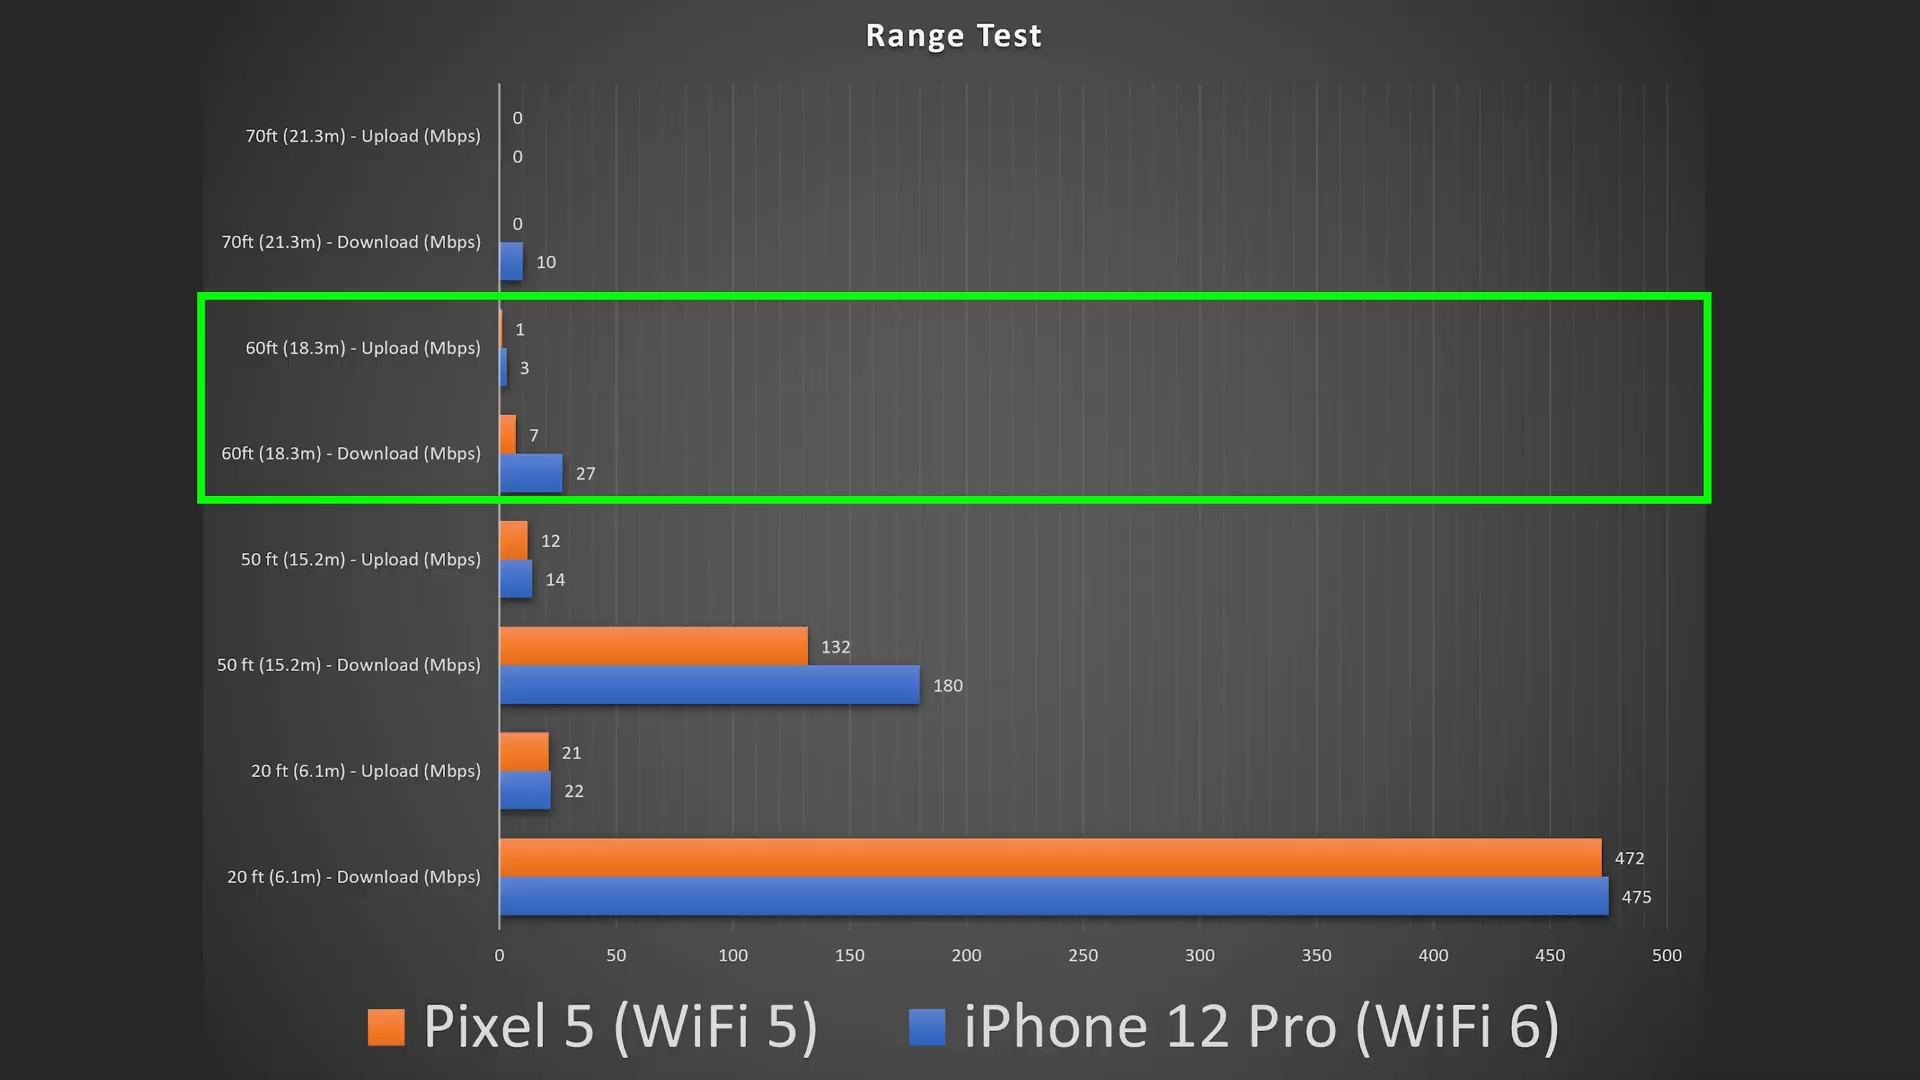 Range Test
70ft (21.3m) - Upload (Mbps)
0
0
70ft (21.3m) - Download (Mbps)
0
10
60ft (18.3m) - Upload (Mbps)
1
3
60ft (18.3m) - Download (Mbps)
7
27
50 ft (15.2m) - Upload (Mbps)
12
14
50 ft (15.2m) - Download (Mbps)
132
180
20 ft (6.1m) - Upload (Mbps)
21
22
20 ft (6.1m) - Download (Mbps)
472
475
0 50 100 150 200 250 300 350 400 450 500
Pixel 5 (WiFi 5) iPhone 12 Pro (WiFi 6)